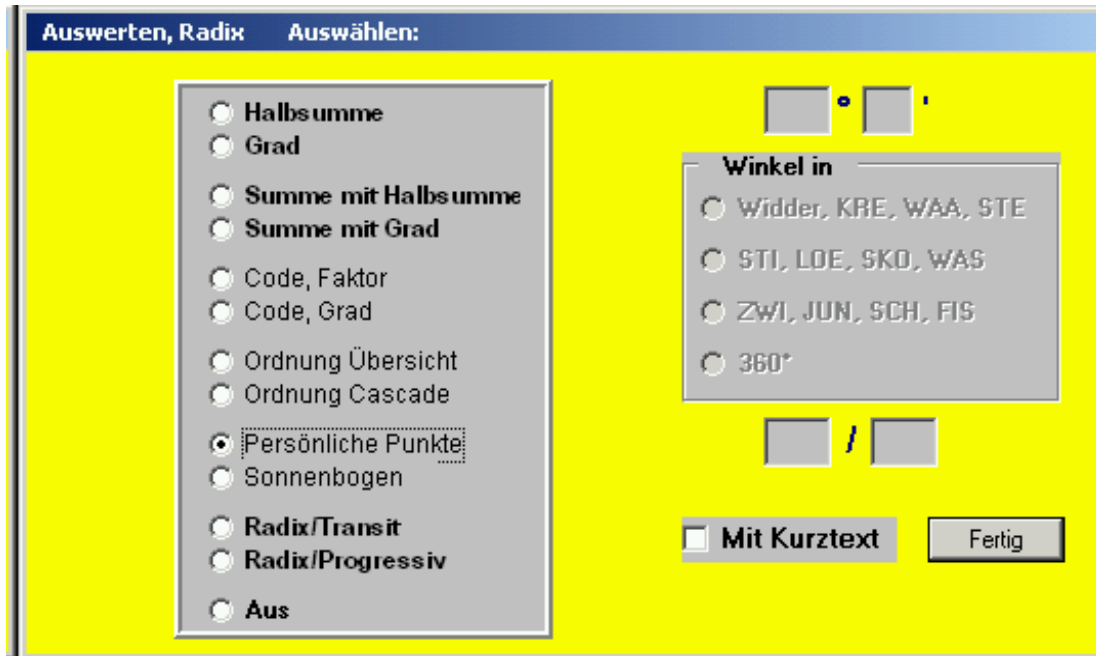 Auswerten, Radix Auswählen:
Halbsumme
Grad
Summe mit Halbsumme
Summe mit Grad
Code, Faktor
Code, Grad
Ordnung Übersicht
Ordnung Cascade
Persönliche Punkte
Sonnenbogen
Radix/Transit
Radix/Progressiv
Aus
° '
Winkel in
Widder, KRE, WAA, STE
STI, LOE, SKO, WAS
ZWI, JUN, SCH, FIS
360°
/
Mit Kurztext
Fertig